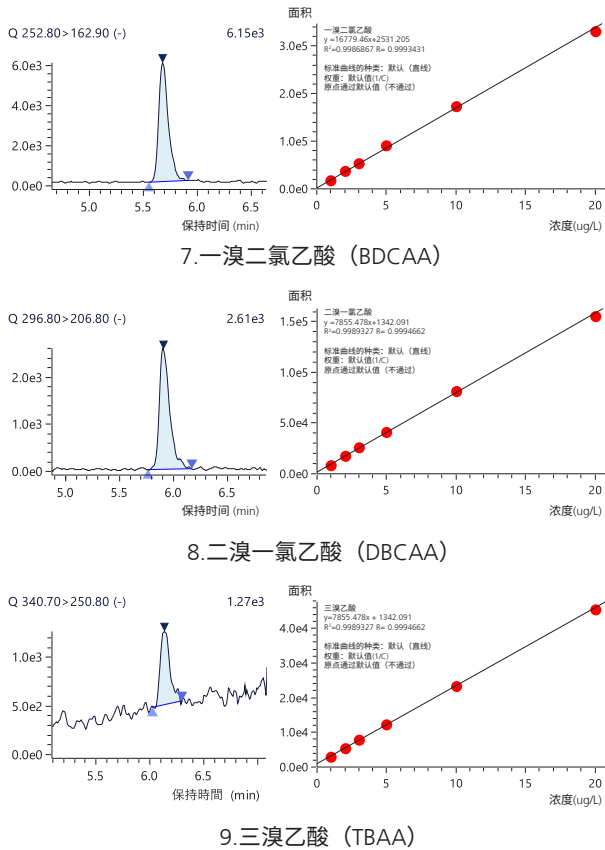 面积
Q 252.80>162.90 (-) 6.15e3
一溴二氯乙酸
y =16779.46x+2531.205
R²=0.9986867 R= 0.9993431
标准曲线的种类：默认（直线）
权重：默认值(1/C)
原点通过默认值（不通过）
6.0e3
4.0e3
2.0e3
0.0e0
3.0e5
2.0e5
1.0e5
0.0e0
5.0 5.5 6.0 6.5
0 5 10 15 20
保持时间 (min)
浓度(ug/L)
7.一溴二氯乙酸（BDCAA）
面积
Q 296.80>206.80 (-) 2.61e3
二溴一氯乙酸
y =7855.478x+1342.091
R²=0.9989327 R= 0.9994662
标准曲线的种类：默认（直线）
权重：默认值(1/C)
原点通过默认值（不通过）
2.0e3
1.0e3
0.0e0
1.5e5
1.0e5
5.0e4
0.0e0
5.0 5.5 6.0 6.5
0 5 10 15 20
保持时间 (min)
浓度(ug/L)
8.二溴一氯乙酸（DBCAA）
面积
Q 340.70>250.80 (-) 1.27e3
三溴乙酸
y=7855.478x + 1342.091
R²=0.9989327 R= 0.9994662
标准曲线的种类：默认（直线）
权重：默认值(1/C)
原点通过默认值（不通过）
1.0e3
5.0e2
0.0e0
4.0e4
3.0e4
2.0e4
1.0e4
0.0e0
5.5 6.0 6.5
0 5 10 15 20
保持時間 (min)
浓度(ug/L)
9.三溴乙酸（TBAA）